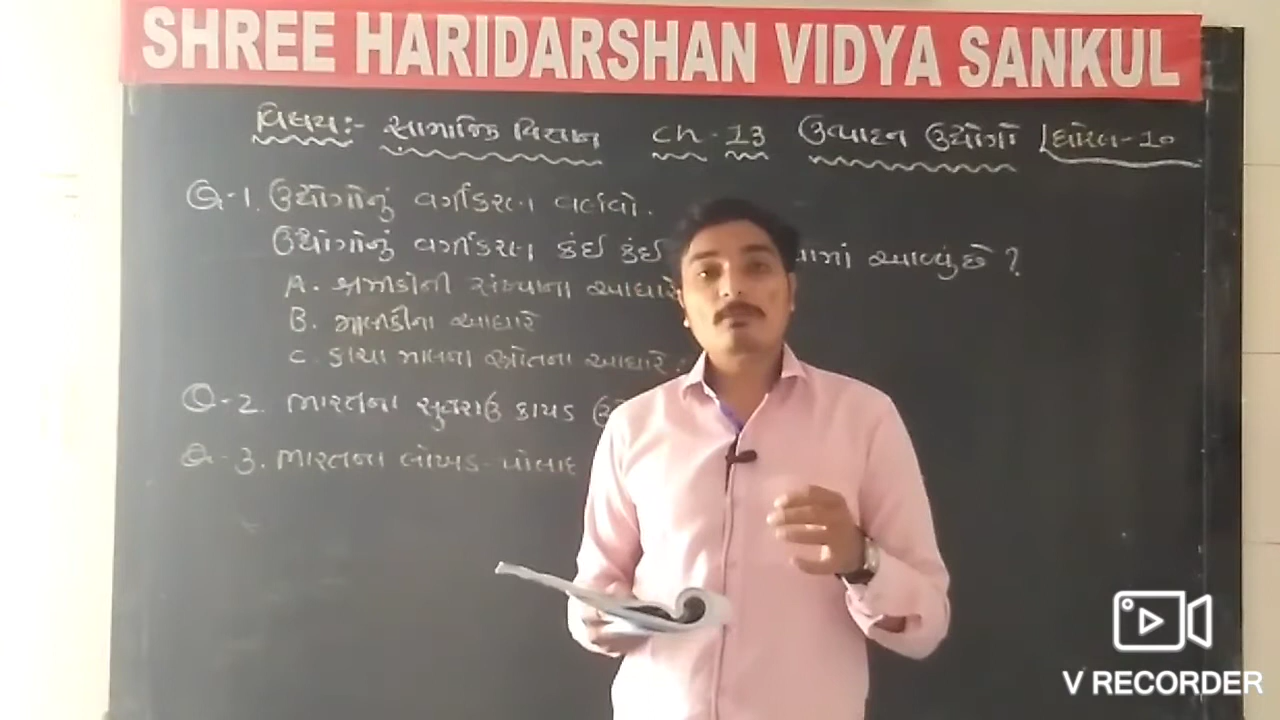 SHREE HARIDARSHAN VIDYA SANKUL
વિષય:- સામાજિક વિજ્ઞાન ch-13 ઉત્પાદન ઉદ્યોગો ધોરણ-10
Q-1. ઉદ્યોગોનું વર્ગીકરણ વર્ણવો.
ઉદ્યોગોનું વર્ગીકરણ કંઈ કંઈ વામાં આવ્યું છે ?
A. શ્રમીકોની સંખ્યાના આધારે
B. માલીકીના આધારે
C. કાચા માલના સ્ત્રોતના આધારે.
Q-2. ભારતના સુતરાઉ કાપડ
Q-3. ભારતના લોખંડ-પોલાદ
V RECORDER